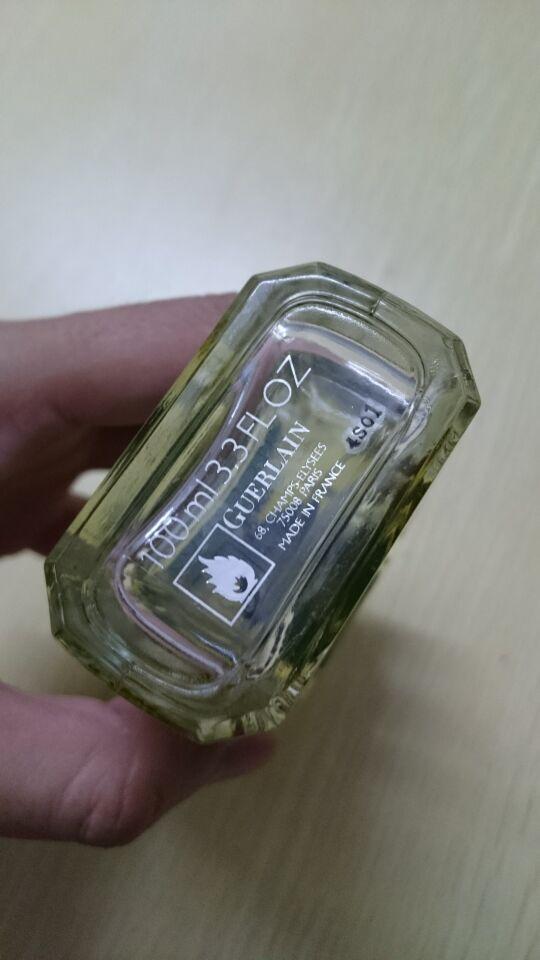 100 ml 3.3 FL OZ
GUERLAIN
68, CHAMPS-ELYSEES
75008 PARIS
MADE IN FRANCE
4S01